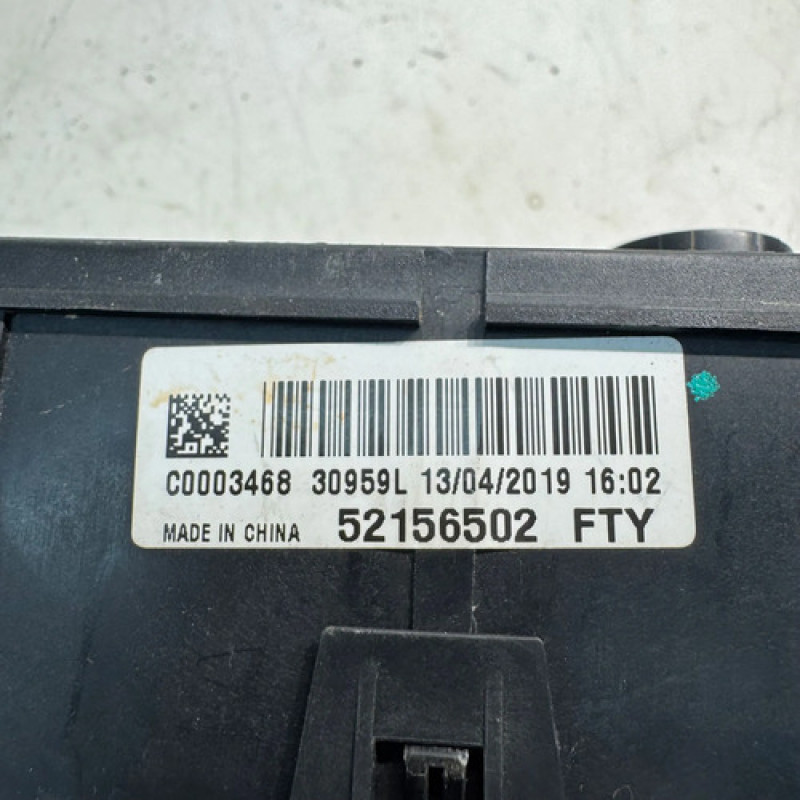 C0003468 30959L 13/04/2019 16:02
MADE IN CHINA 52156502 FTY